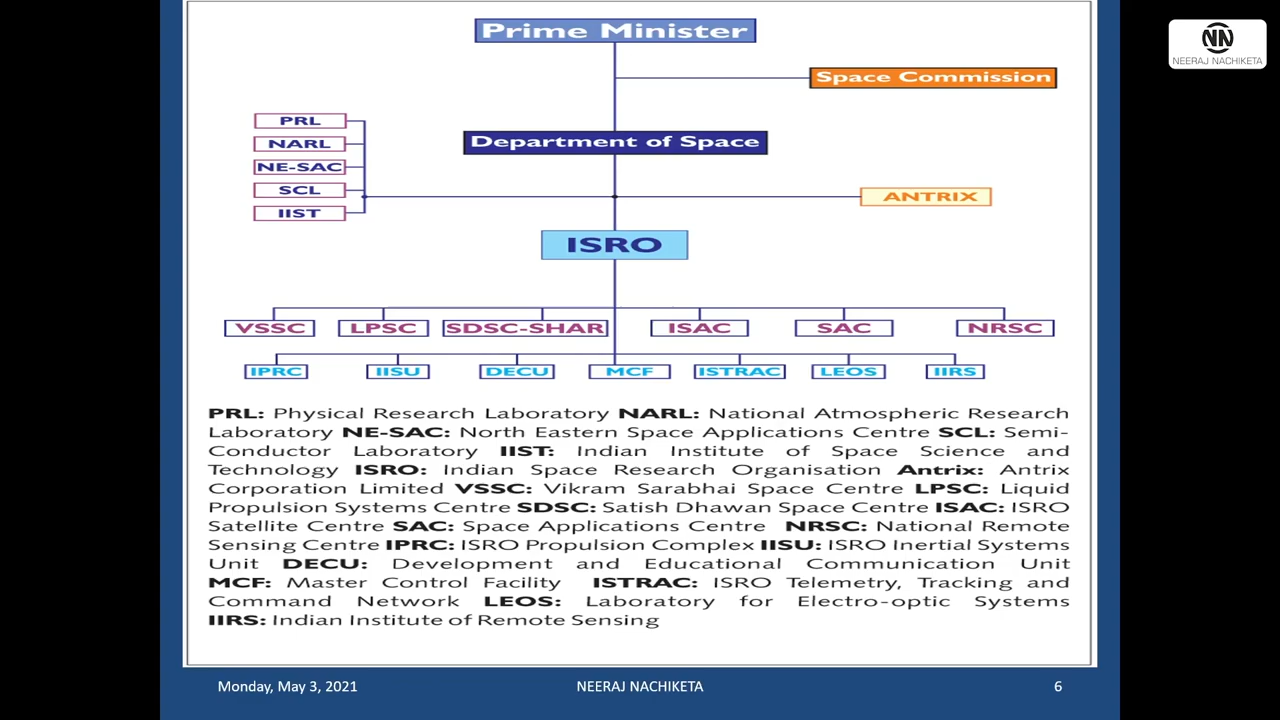 Prime Minister
Space Commission
PRL
NARL
Department of Space
NE-SAC
SCL
ANTRIX
IIST
ISRO
VSSC LPSC SDSC-SHAR ISAC SAC NRSC
IPRC IISU DECU MCF ISTRAC LEOS IIRS
PRL: Physical Research Laboratory NARL: National Atmospheric Research
Laboratory NE-SAC: North Eastern Space Applications Centre SCL: Semi-
Conductor Laboratory IIST: Indian Institute of Space Science and
Technology ISRO: Indian Space Research Organisation Antrix: Antrix
Corporation Limited VSSC: Vikram Sarabhai Space Centre LPSC: Liquid
Propulsion Systems Centre SDSC: Satish Dhawan Space Centre ISAC: ISRO
Satellite Centre SAC: Space Applications Centre NRSC: National Remote
Sensing Centre IPRC: ISRO Propulsion Complex IISU: ISRO Inertial Systems
Unit DECU: Development and Educational Communication Unit
MCF: Master Control Facility ISTRAC: ISRO Telemetry, Tracking and
Command Network LEOS: Laboratory for Electro-optic Systems
IIRS: Indian Institute of Remote Sensing
Monday, May 3, 2021 NEERAJ NACHIKETA 6
NN
NEERAJ NACHIKETA